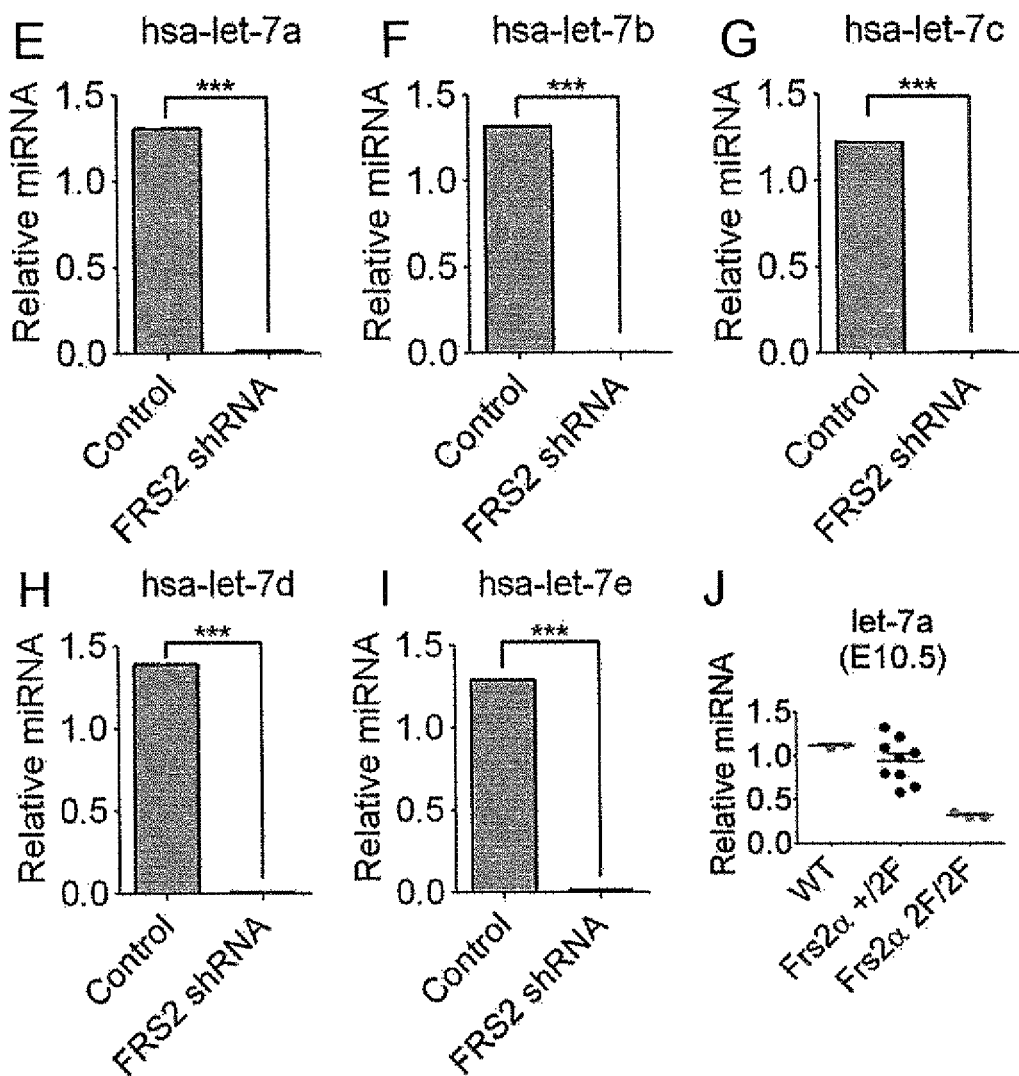 E hsa-let-7a
Relative miRNA
1.5
1.0
0.5
0.0
***
Control
FRS2 shRNA
F hsa-let-7b
Relative miRNA
1.5
1.0
0.5
0.0
***
Control
FRS2 shRNA
G hsa-let-7c
Relative miRNA
1.5
1.0
0.5
0.0
***
Control
FRS2 shRNA
H hsa-let-7d
Relative miRNA
1.5
1.0
0.5
0.0
***
Control
FRS2 shRNA
I hsa-let-7e
Relative miRNA
1.5
1.0
0.5
0.0
***
Control
FRS2 shRNA
J let-7a
(E10.5)
Relative miRNA
1.5
1.0
0.5
0.0
WT
Frs2α +/2F
Frs2α 2F/2F